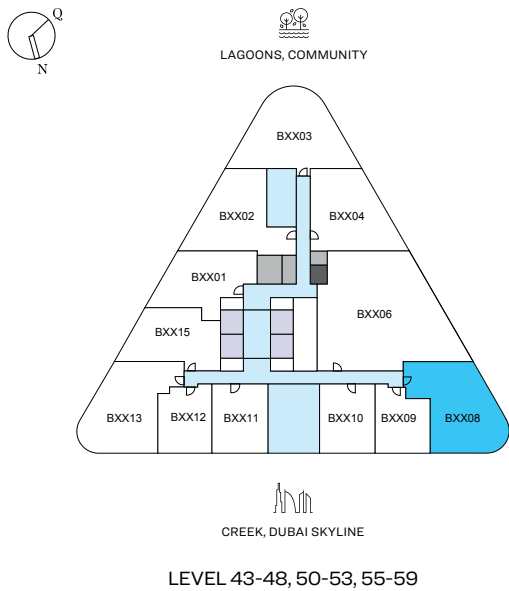 Q
N
LAGOONS, COMMUNITY
BXX03
BXX02
BXX04
BXX01
BXX06
BXX15
BXX13
BXX12
BXX11
BXX10
BXX09
BXX08
CREEK, DUBAI SKYLINE
LEVEL 43-48, 50-53, 55-59